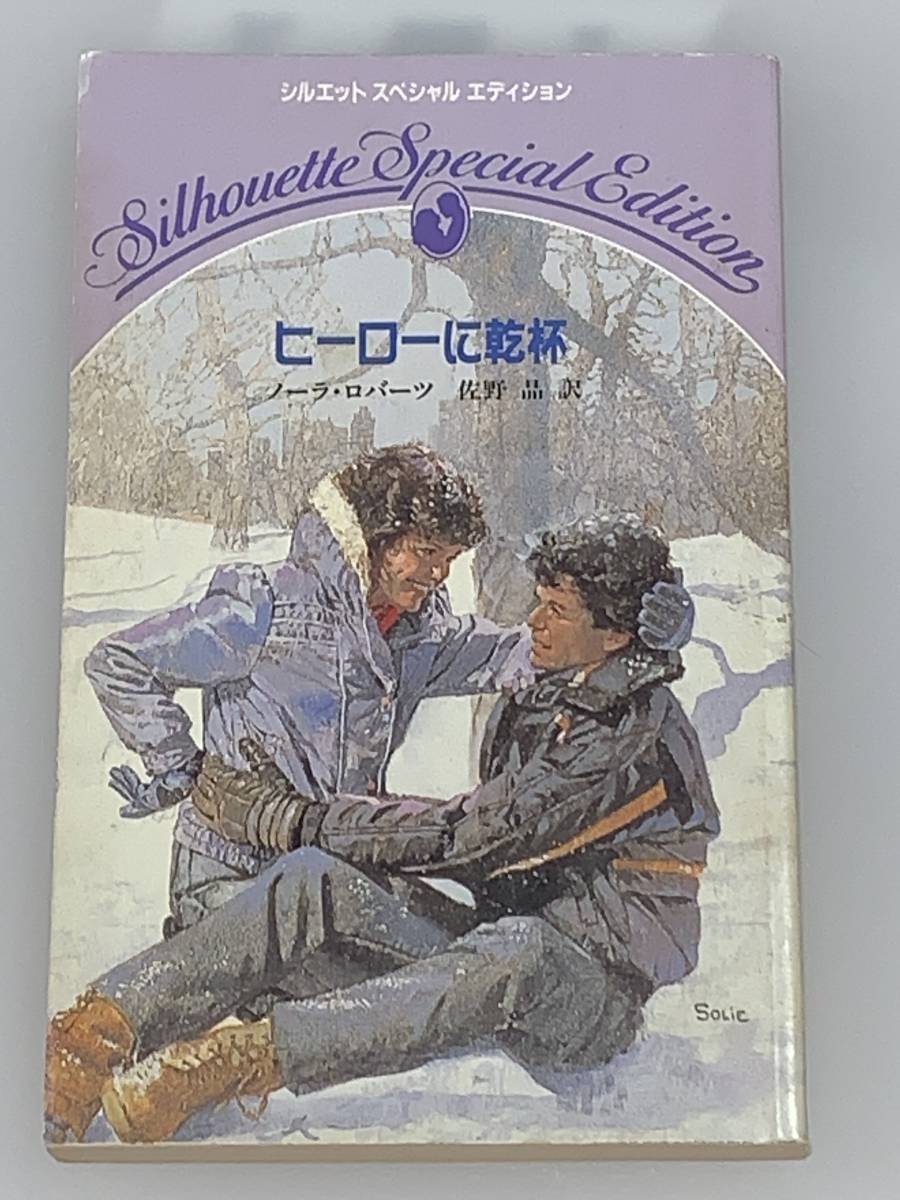 シルエット スペシャル エディション
Silhouette Special Edition
ヒーローに乾杯
ノーラ・ロバーツ 佐野 晶 訳
SOLIE